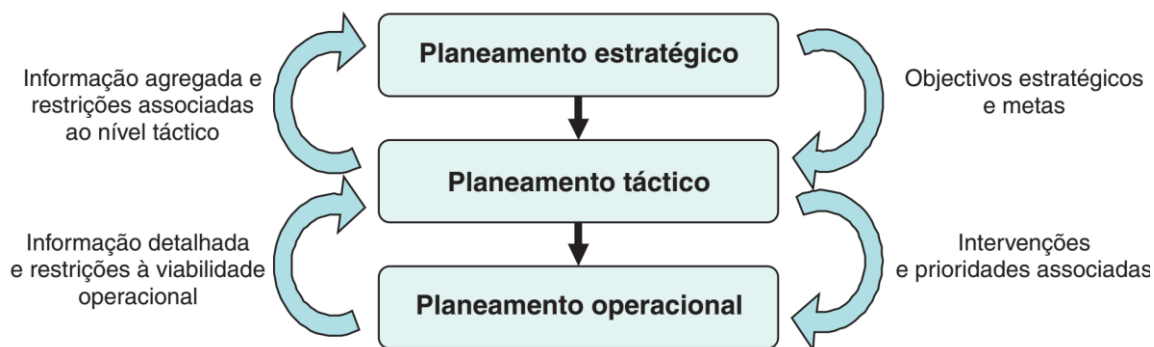 Planeamento estratégico
Informação agregada e
restrições associadas
ao nível táctico
Objectivos estratégicos
e metas
Planeamento táctico
Informação detalhada
e restrições à viabilidade
operacional
Intervenções
e prioridades associadas
Planeamento operacional